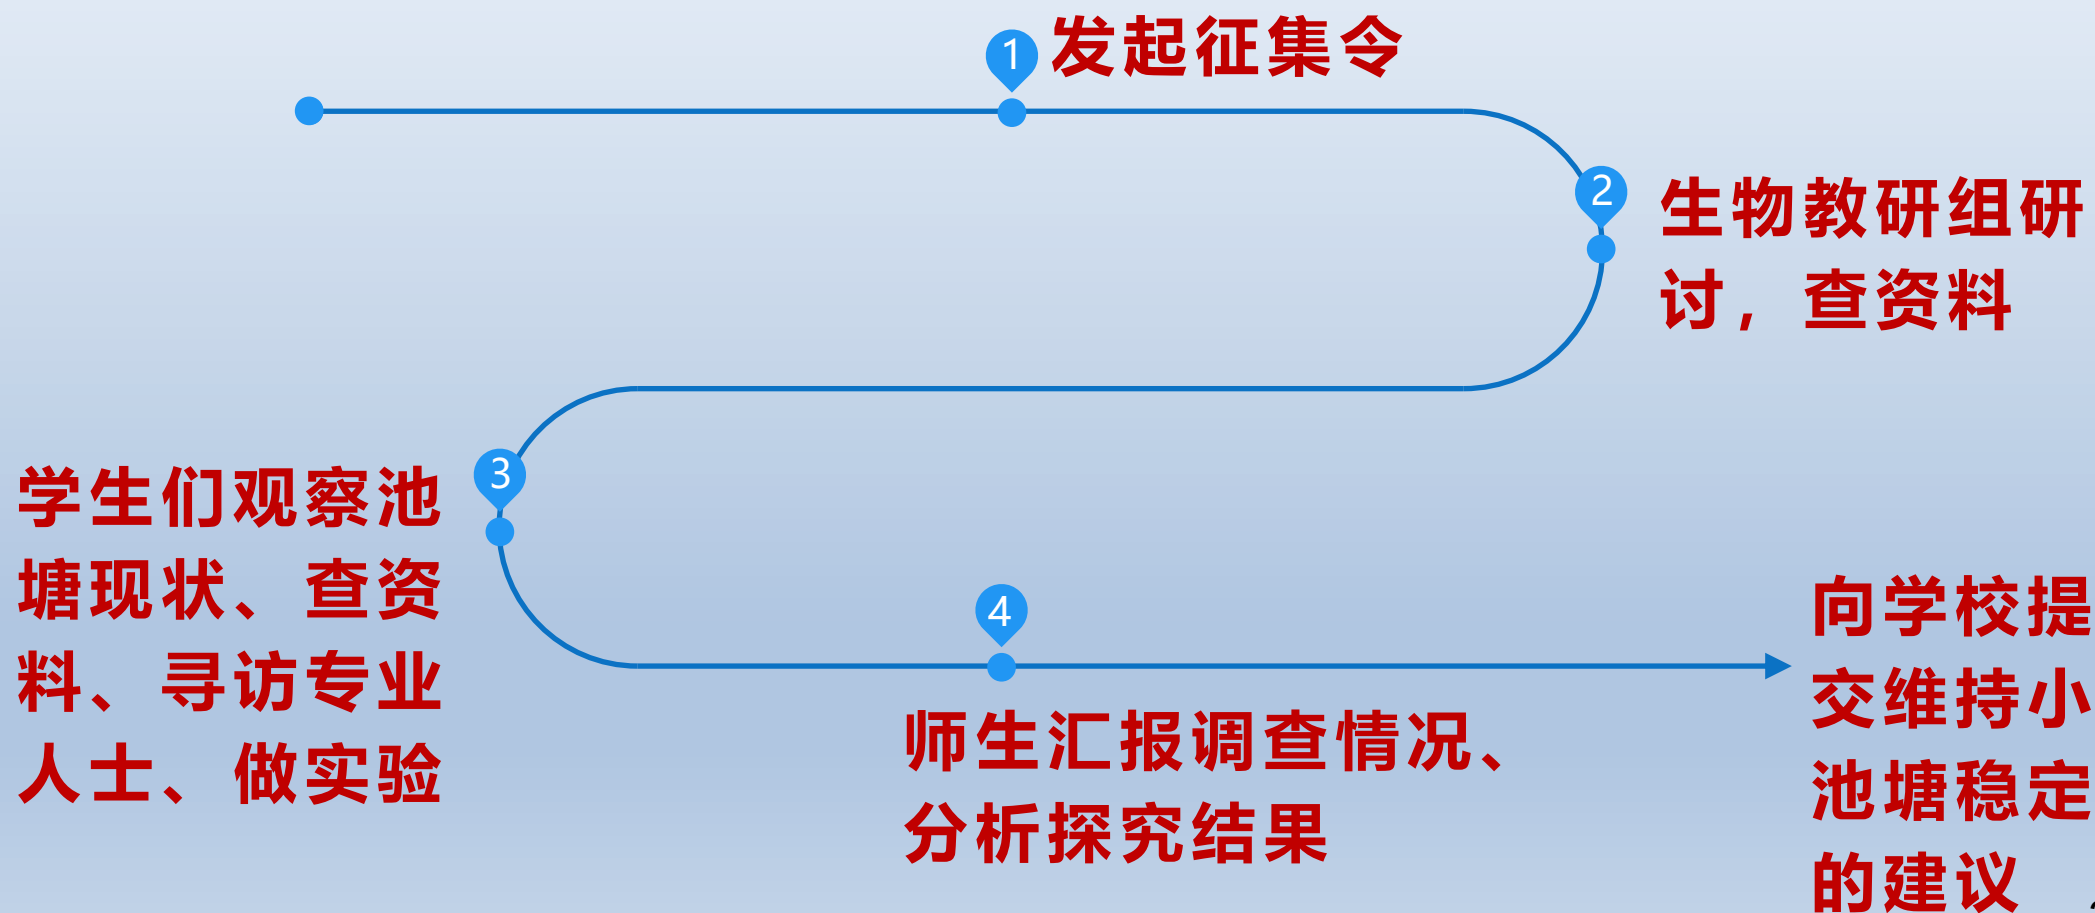 1
发起征集令
2
生物教研组研
讨，查资料
3
学生们观察池
塘现状、查资
料、寻访专业
人士、做实验
4
师生汇报调查情况、
分析探究结果
向学校提
交维持小
池塘稳定
的建议